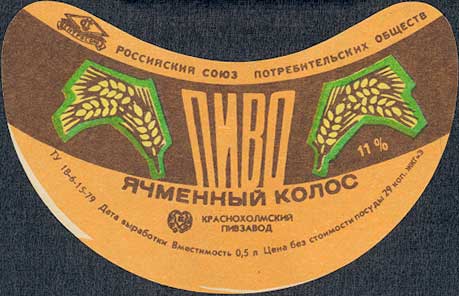 РОССИЙСКИЙ СОЮЗ ПОТРЕБИТЕЛЬСКИХ ОБЩЕСТВ
ПИВО
11 %
ЯЧМЕННЫЙ КОЛОС
КРАСНОХОЛМСКИЙ
ПИВЗАВОД
ТУ 18-6-15-79 Дата выработки Вместимость 0,5 л Цена без стоимости посуды 29 коп. ЖКГ-З